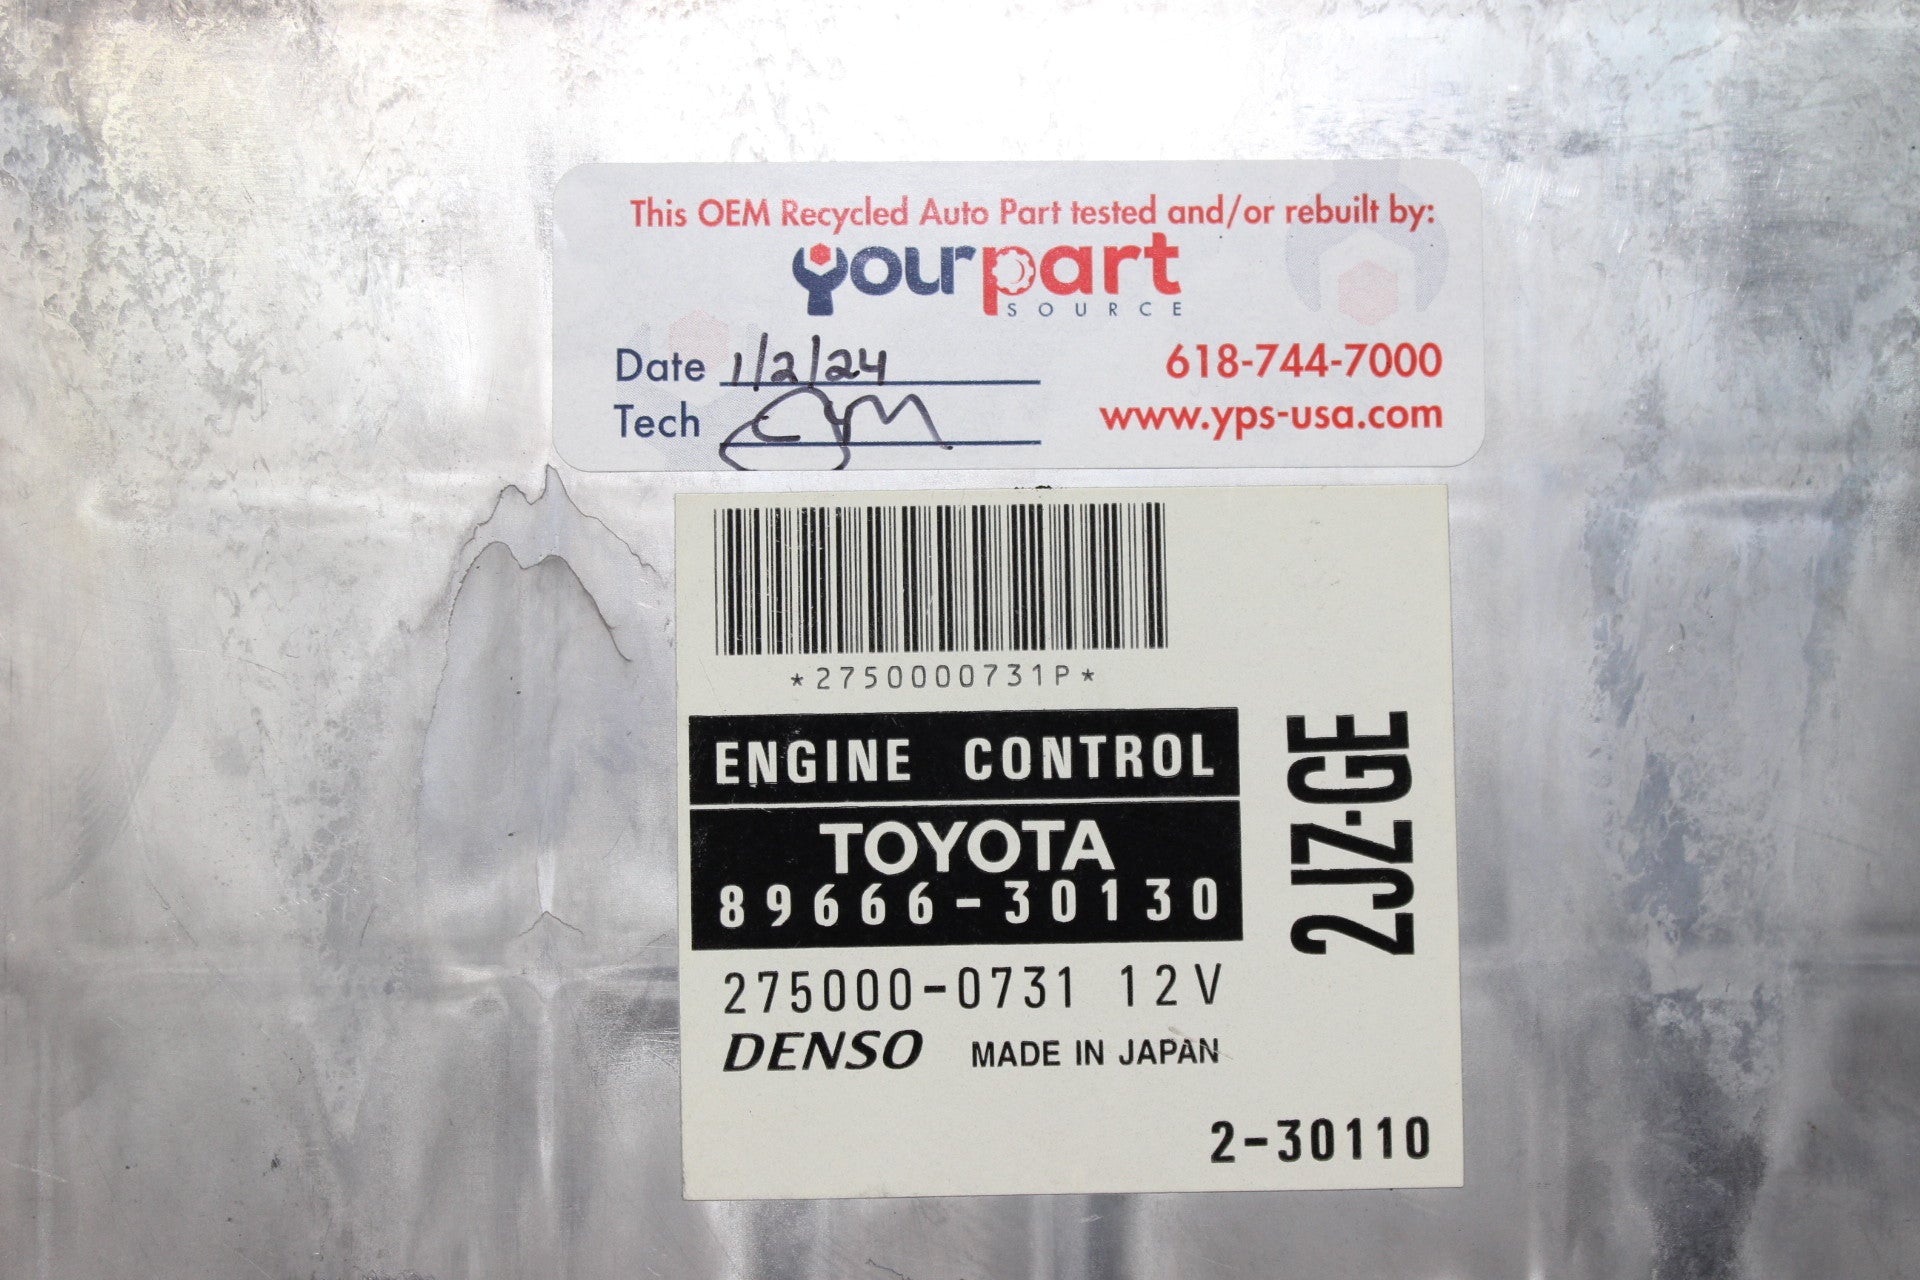 This OEM Recycled Auto Part tested and/or rebuilt by:
yourpart
SOURCE
Date 1/2/24
618-744-7000
Tech
www.yps-usa.com
*2750000731P*
ENGINE CONTROL
TOYOTA
89666-30130
2JZ-GE
275000-0731 12V
DENSO MADE IN JAPAN
2-30110